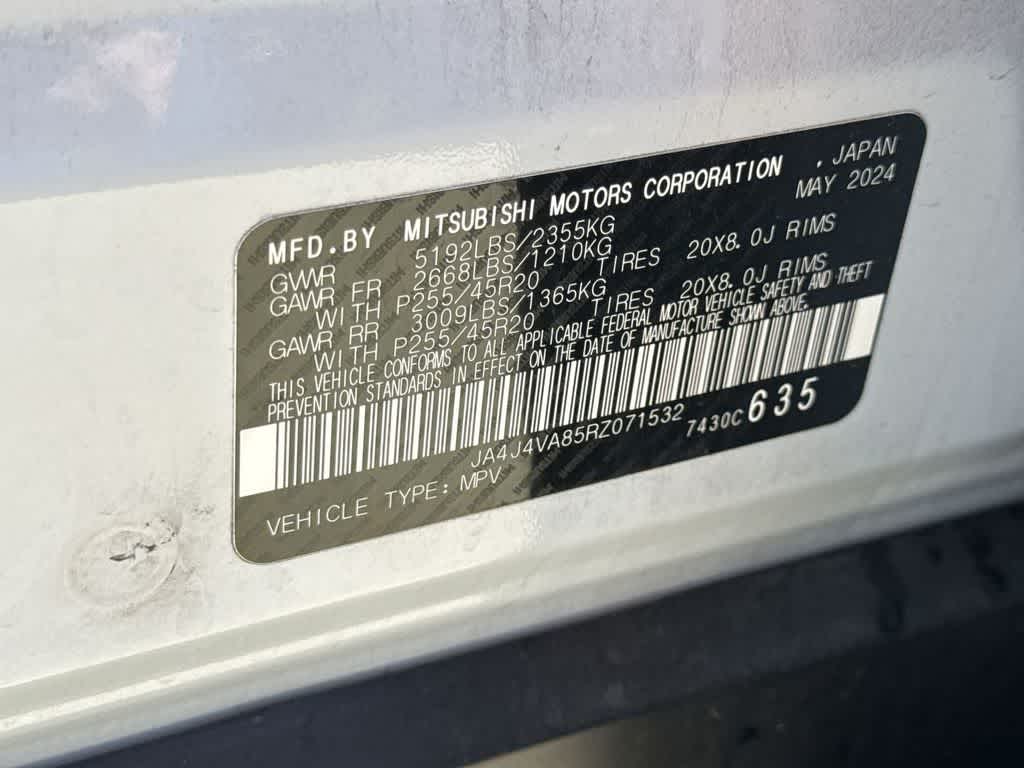 MFD.BY MITSUBISHI MOTORS CORPORATION . JAPAN
GVWR 5192LBS/2355KG MAY 2024
GAWR FR 2668LBS/1210KG
WITH P255/45R20 TIRES 20X8.0J RIMS
GAWR RR 3009LBS/1365KG
WITH P255/45R20 TIRES 20X8.0J RIMS
THIS VEHICLE CONFORMS TO ALL APPLICABLE FEDERAL MOTOR VEHICLE SAFETY AND THEFT
PREVENTION STANDARDS IN EFFECT ON THE DATE OF MANUFACTURE SHOWN ABOVE.
JA4J4VA85RZ071532 7430C 635
VEHICLE TYPE: MPV